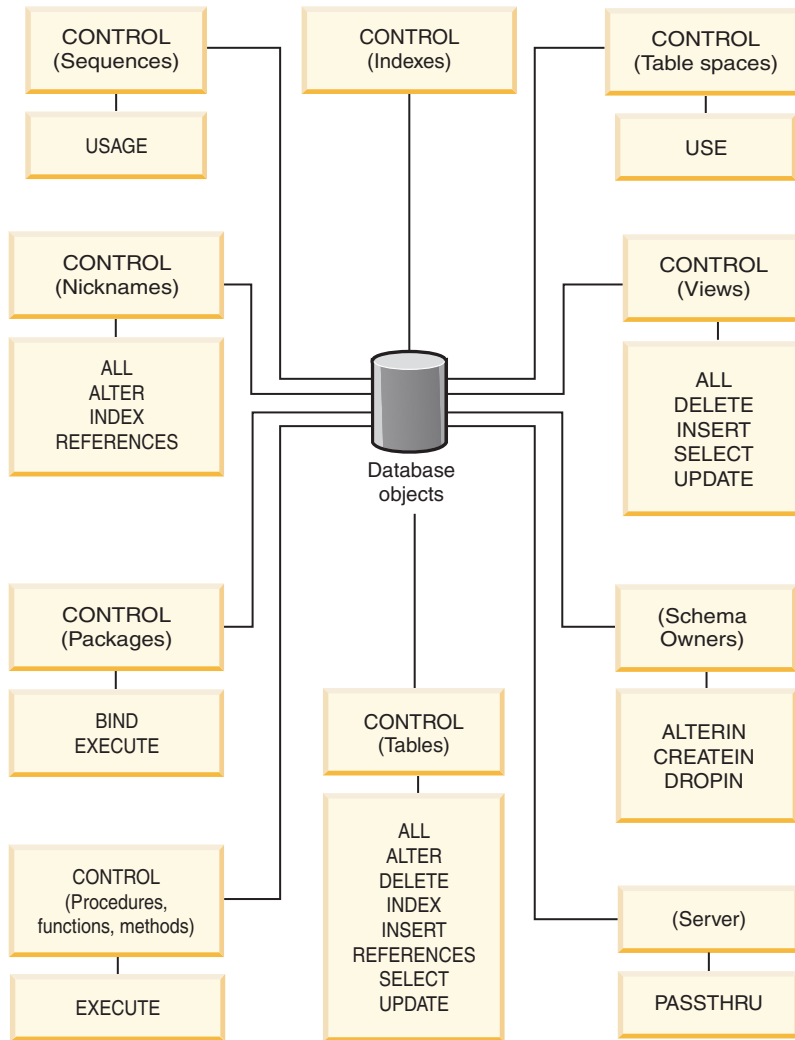 CONTROL
(Sequences)
USAGE
CONTROL
(Indexes)
CONTROL
(Table spaces)
USE
CONTROL
(Nicknames)
ALL
ALTER
INDEX
REFERENCES
CONTROL
(Views)
ALL
DELETE
INSERT
SELECT
UPDATE
Database
objects
CONTROL
(Packages)
BIND
EXECUTE
(Schema
Owners)
ALTERIN
CREATEIN
DROPIN
CONTROL
(Tables)
ALL
ALTER
DELETE
INDEX
INSERT
REFERENCES
SELECT
UPDATE
CONTROL
(Procedures,
functions, methods)
EXECUTE
(Server)
PASSTHRU